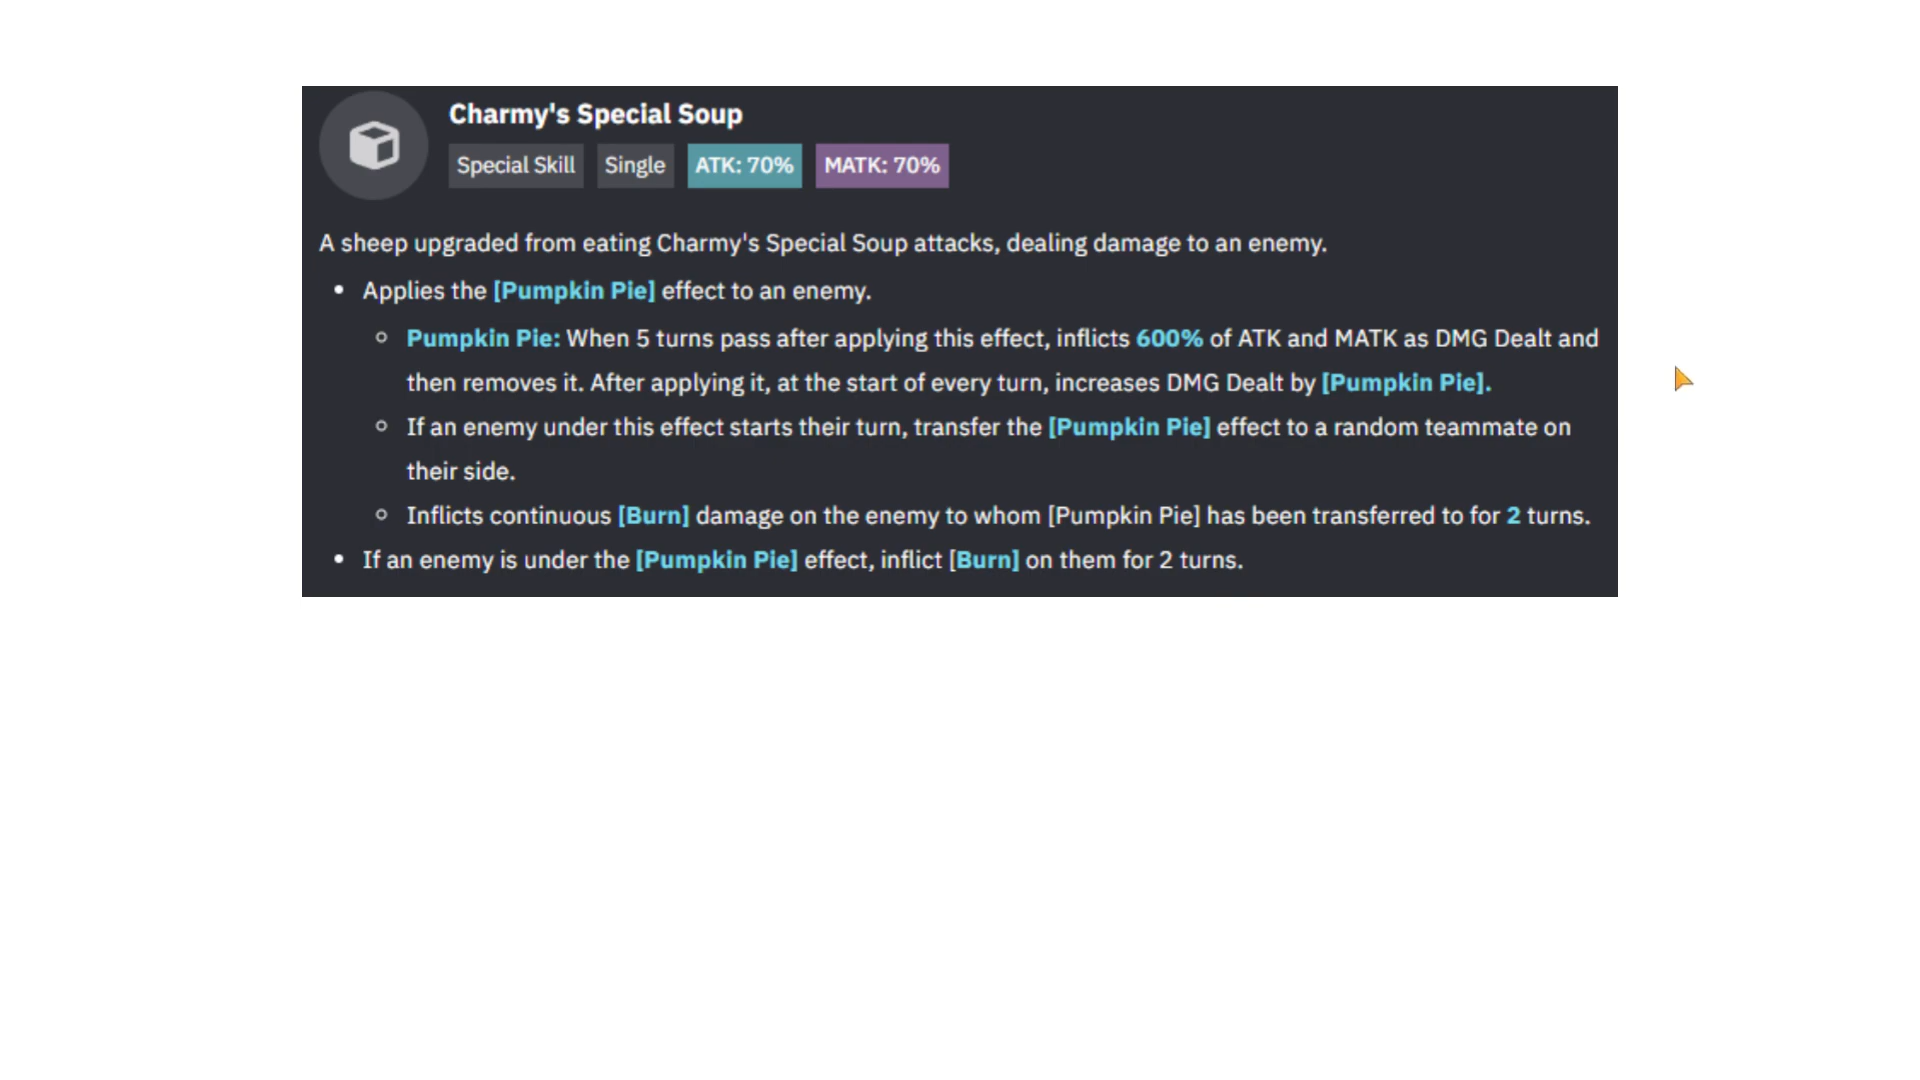 Charmy's Special Soup
Special Skill Single ATK: 70% MATK: 70%
A sheep upgraded from eating Charmy's Special Soup attacks, dealing damage to an enemy.
• Applies the [Pumpkin Pie] effect to an enemy.
◦ Pumpkin Pie: When 5 turns pass after applying this effect, inflicts 600% of ATK and MATK as DMG Dealt and
then removes it. After applying it, at the start of every turn, increases DMG Dealt by [Pumpkin Pie].
◦ If an enemy under this effect starts their turn, transfer the [Pumpkin Pie] effect to a random teammate on
their side.
◦ Inflicts continuous [Burn] damage on the enemy to whom [Pumpkin Pie] has been transferred to for 2 turns.
• If an enemy is under the [Pumpkin Pie] effect, inflict [Burn] on them for 2 turns.